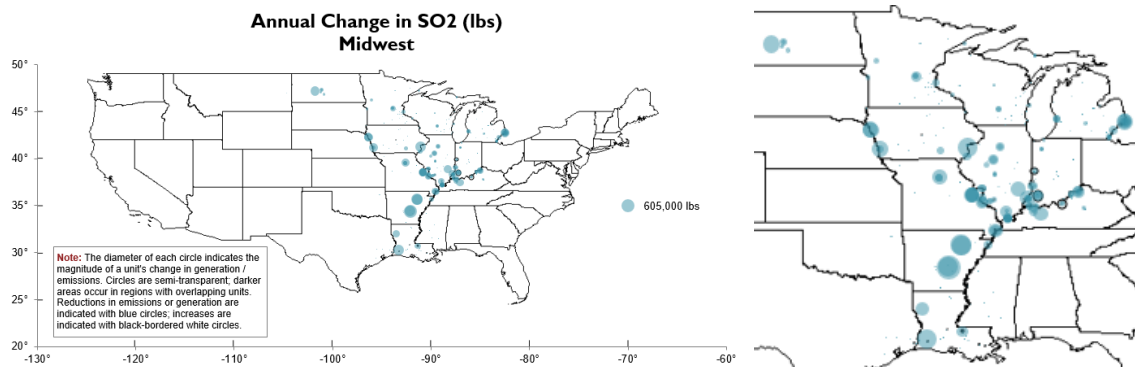 Annual Change in SO2 (lbs)
Midwest
50°
45°
40°
35°
30°
25°
20°
605,000 lbs
Note: The diameter of each circle indicates the
magnitude of a unit's change in generation /
emissions. Circles are semi-transparent; darker
areas occur in regions with overlapping units.
Reductions in emissions or generation are
indicated with blue circles; increases are
indicated with black-bordered white circles.
-130° -120° -110° -100° -90° -80° -70° -60°